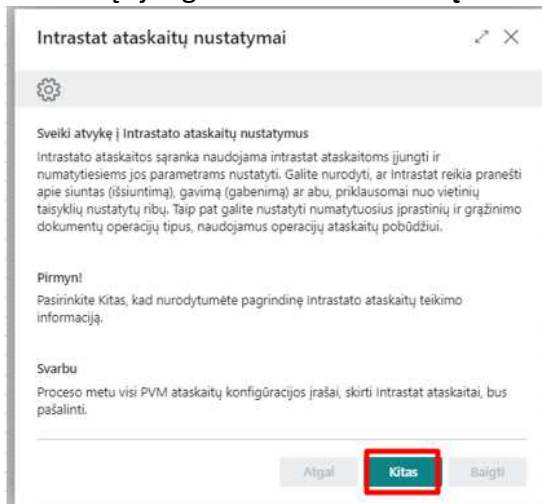 Intrastat ataskaitų nustatymai
Sveiki atvykę į Intrastato ataskaitų nustatymus
Intrastato ataskaitos sąranka naudojama intrastat ataskaitoms įjungti ir
numatytiesiems jos parametrams nustatyti. Galite nurodyti, ar Intrastat reikia pranešti
apie siuntas (išsiuntimą), gavimą (gabenimą) ar abu, priklausomai nuo vietinių
taisyklių nustatytų ribų. Taip pat galite nustatyti numatytuosius įprastinių ir grąžinimo
dokumentų operacijų tipus, naudojamus operacijų ataskaitų pobūdžiui.
Pirmyn!
Pasirinkite Kitas, kad nurodytumėte pagrindinę Intrastato ataskaitų teikimo
informaciją.
Svarbu
Proceso metu visi PVM ataskaitų konfigūracijos įrašai, skirti Intrastat ataskaitai, bus
pašalinti.
Atgal Kitas Baigti